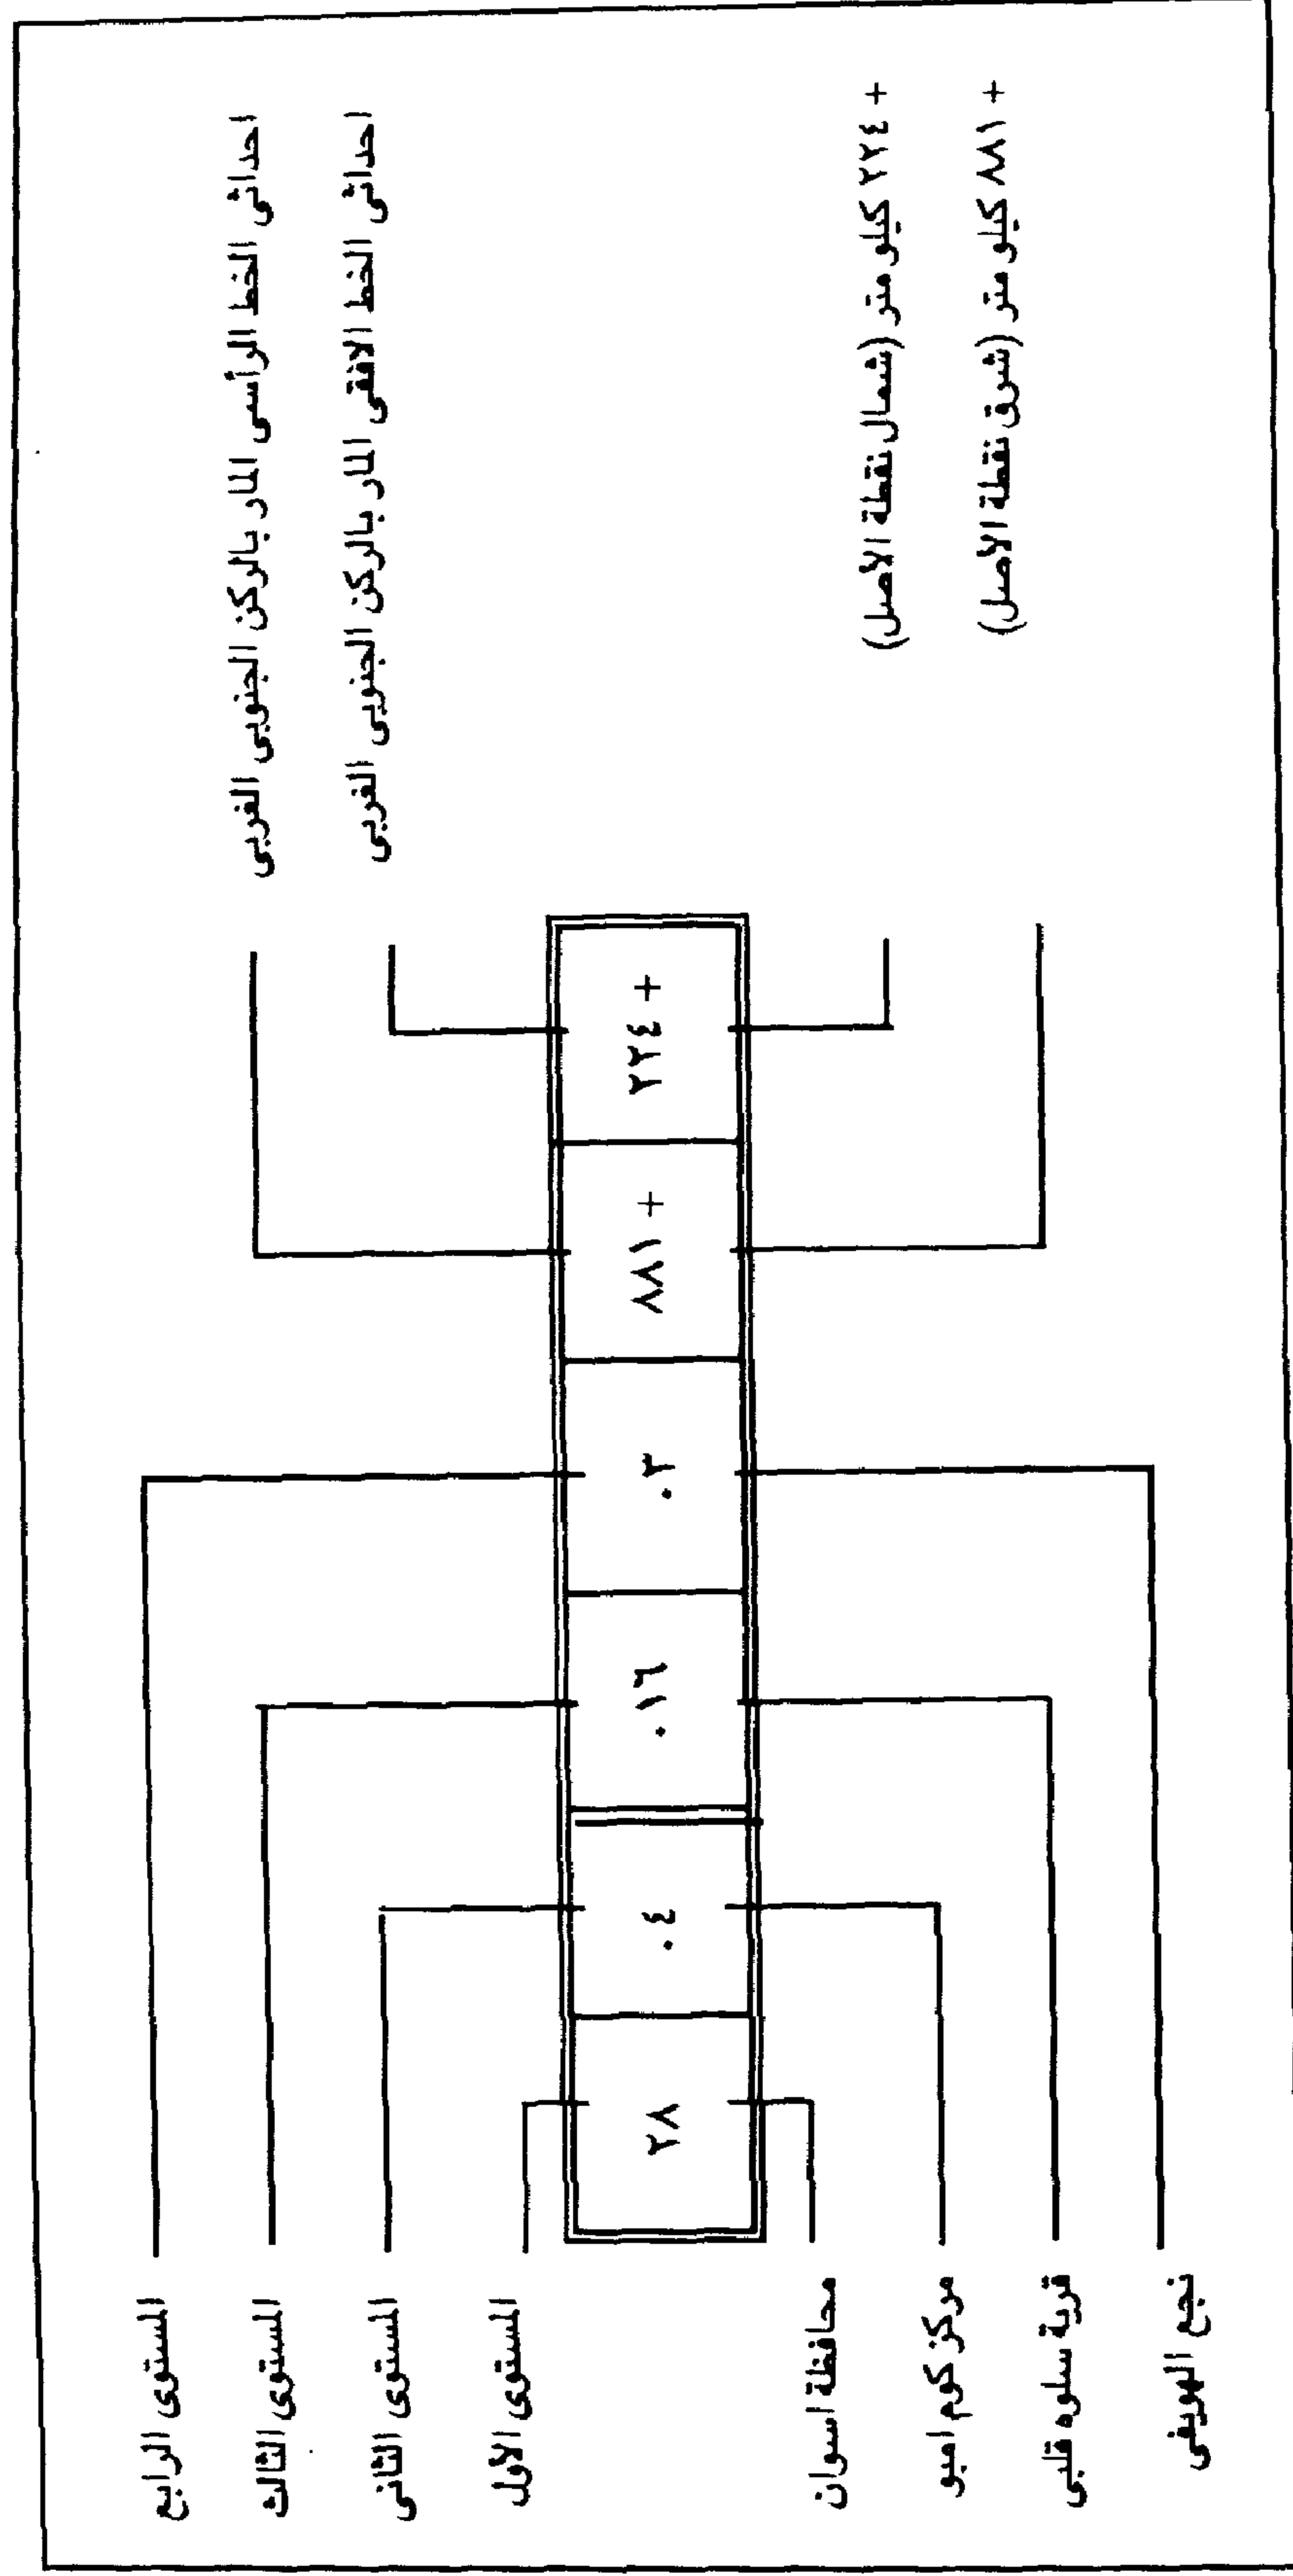 المستوى الرابع
المستوى الثالث
المستوى الثانى
المستوى الأول
احداثى الخط الرأسى المار بالركن الجنوبى الغربى
احداثى الخط الافقى المار بالركن الجنوبى الغربى
٢٨
٠٤
٠١٦
٠٣
+ ٨٨١
+ ٢٢٤
محافظة اسوان
مركز كوم امبو
قرية سلوه قلبى
نجع الهويفى
+ ٢٢٤ كيلو متر (شمال نقطة الأصل)
+ ٨٨١ كيلو متر (شرق نقطة الأصل)